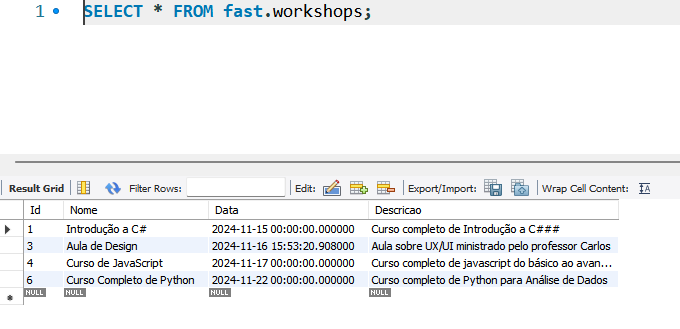 1 SELECT * FROM fast.workshops;
Result Grid Filter Rows: Edit: Export/Import: Wrap Cell Content:
Id Nome Data Descricao
1 Introdução a C# 2024-11-15 00:00:00.000000 Curso completo de Introdução a C###
3 Aula de Design 2024-11-16 15:53:20.908000 Aula sobre UX/UI ministrado pelo professor Carlos
4 Curso de JavaScript 2024-11-17 00:00:00.000000 Curso completo de javascript do básico ao avan...
6 Curso Completo de Python 2024-11-22 00:00:00.000000 Curso completo de Python para Análise de Dados
NULL NULL NULL NULL